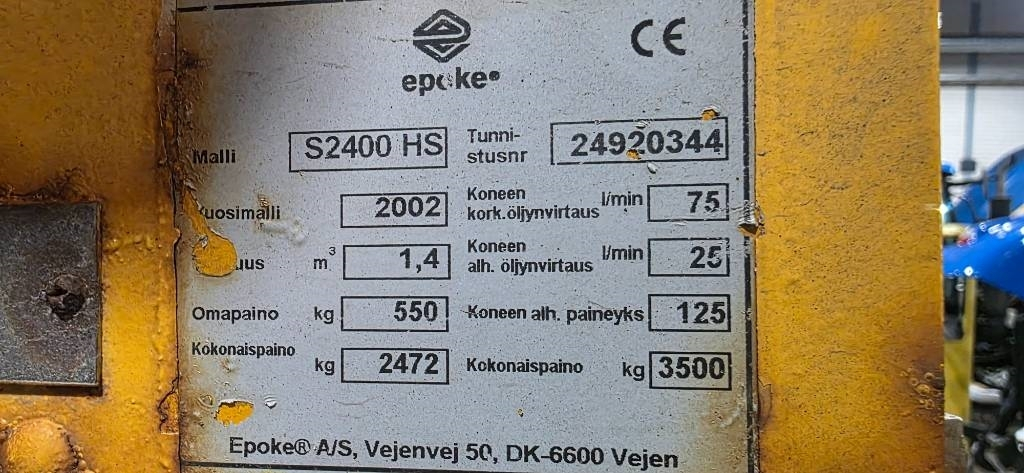 epoke®
CE
Malli S2400 HS Tunni-stusnr 24920344
2002 Koneen kork.öljynvirtaus l/min 75
m³ 1,4 Koneen alh. öljynvirtaus l/min 25
Omapaino kg 550 Koneen alh. paineyks 125
Kokonaispaino kg 2472 Kokonaispaino kg 3500
Epoke® A/S, Vejenvej 50, DK-6600 Vejen